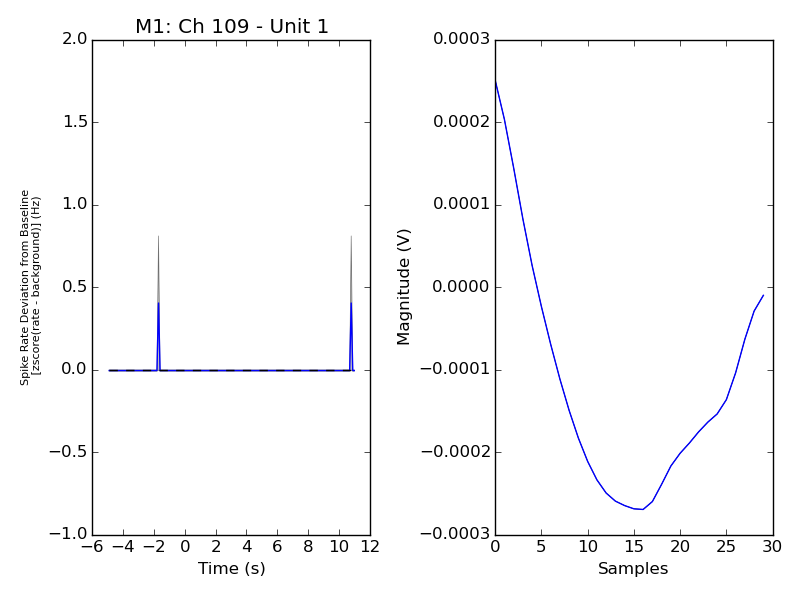 M1: Ch 109 - Unit 1
2.0
1.5
1.0
0.5
0.0
−0.5
−1.0
−6 −4 −2 0 2 4 6 8 10 12
Time (s)
Spike Rate Deviation from Baseline
[zscore(rate - background)] (Hz)
0.0003
0.0002
0.0001
0.0000
−0.0001
−0.0002
−0.0003
0 5 10 15 20 25 30
Samples
Magnitude (V)